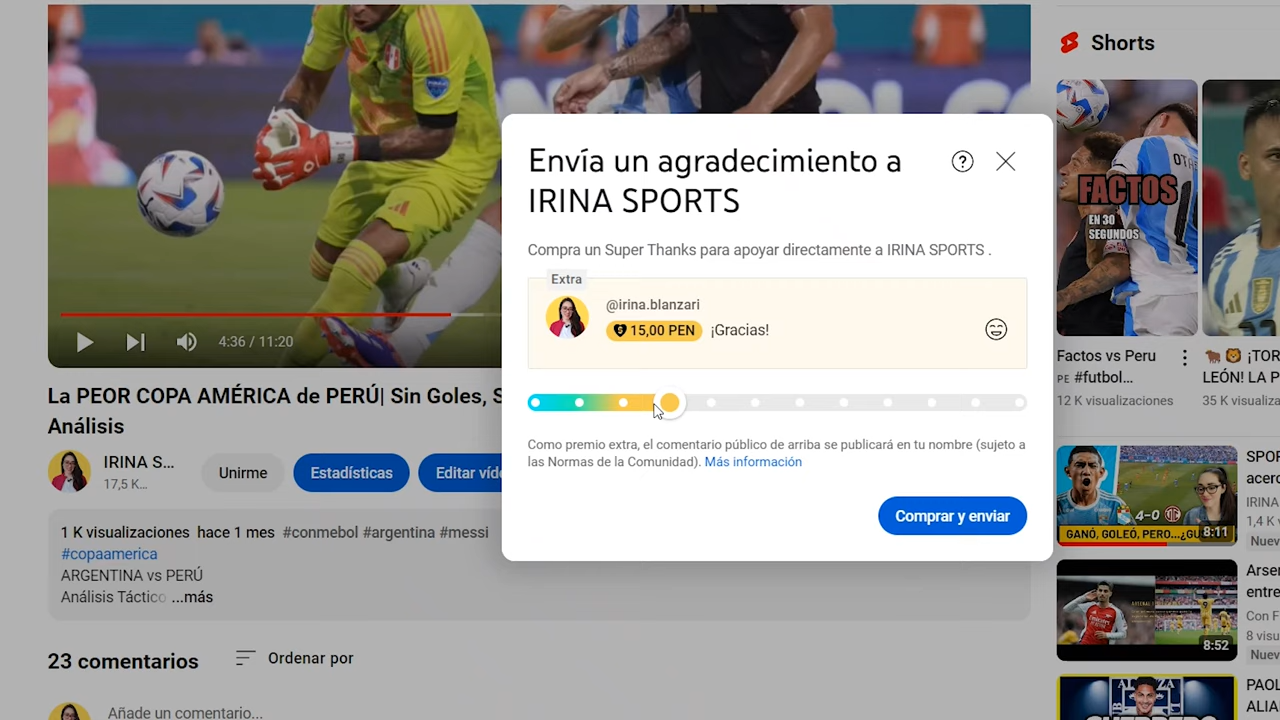 Shorts
Envía un agradecimiento a
IRINA SPORTS
Compra un Super Thanks para apoyar directamente a IRINA SPORTS .
Extra
@irina.blanzari
15,00 PEN ¡Gracias!
Como premio extra, el comentario público de arriba se publicará en tu nombre (sujeto a
las Normas de la Comunidad). Más información
Comprar y enviar
4:36 / 11:20
La PEOR COPA AMÉRICA de PERÚ| Sin Goles, S
Análisis
IRINA S...
17,5 K...
Unirme
Estadísticas
Editar víde
1 K visualizaciones hace 1 mes #conmebol #argentina #messi
#copaamerica
ARGENTINA vs PERÚ
Análisis Táctico ...más
23 comentarios
Ordenar por
Añade un comentario...
FACTOS
EN 30
SEGUNDOS
Factos vs Peru
PE #futbol...
12 K visualizaciones
¡TOR
LEÓN! LA P
35 K visualiza
4-0
GANÓ, GOLEÓ, PERO...¿GUS
8:11
SPOR
acerc
IRINA
1,4 K
Nuev
8:52
Arsen
entre
Con F
8 visu
Nuev
PAOL
ALIA